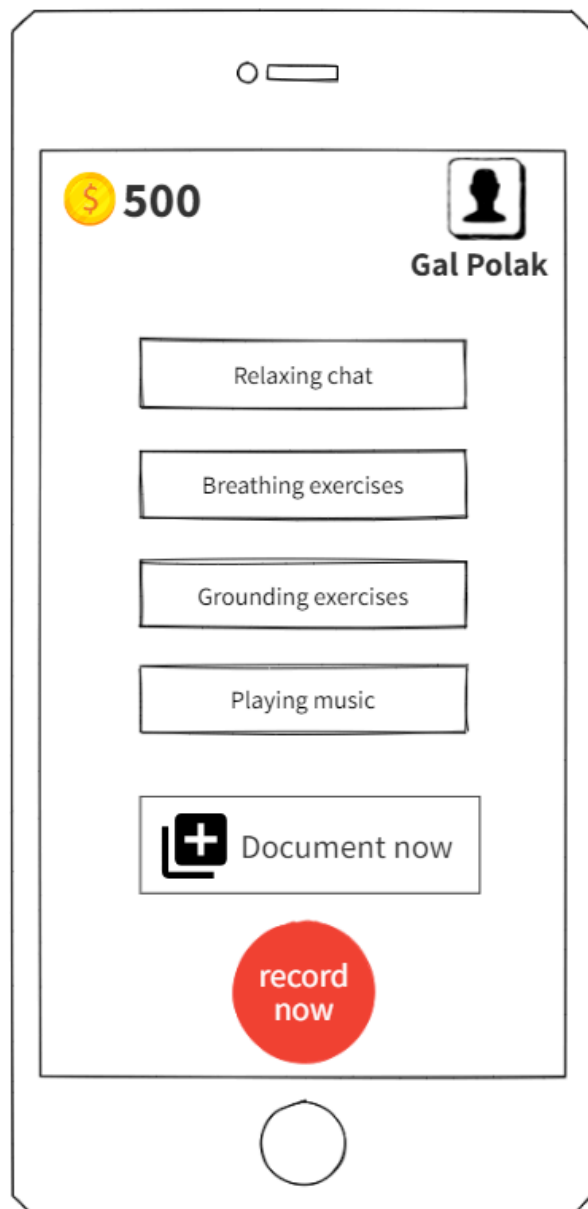 $ 500
Gal Polak
Relaxing chat
Breathing exercises
Grounding exercises
Playing music
Document now
record
now